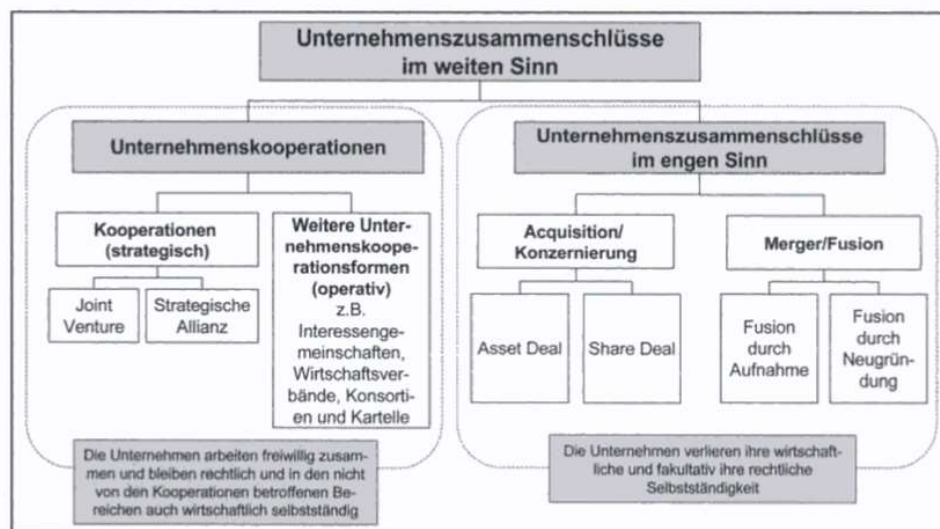 Unternehmenszusammenschlüsse
im weiten Sinn
Unternehmenskooperationen
Unternehmenszusammenschlüsse
im engen Sinn
Kooperationen
(strategisch)
Weitere Unter-
nehmenskoope-
rationsformen
(operativ)
z.B.
Interessenge-
meinschaften,
Wirtschaftsver-
bände, Konsorti-
en und Kartelle
Joint
Venture
Strategische
Allianz
Acquisition/
Konzernierung
Merger/Fusion
Asset Deal
Share Deal
Fusion
durch
Aufnahme
Fusion
durch
Neugrün-
dung
Die Unternehmen arbeiten freiwillig zusam-
men und bleiben rechtlich und in den nicht
von den Kooperationen betroffenen Be-
reichen auch wirtschaftlich selbstständig
Die Unternehmen verlieren ihre wirtschaft-
liche und fakultativ ihre rechtliche
Selbstständigkeit